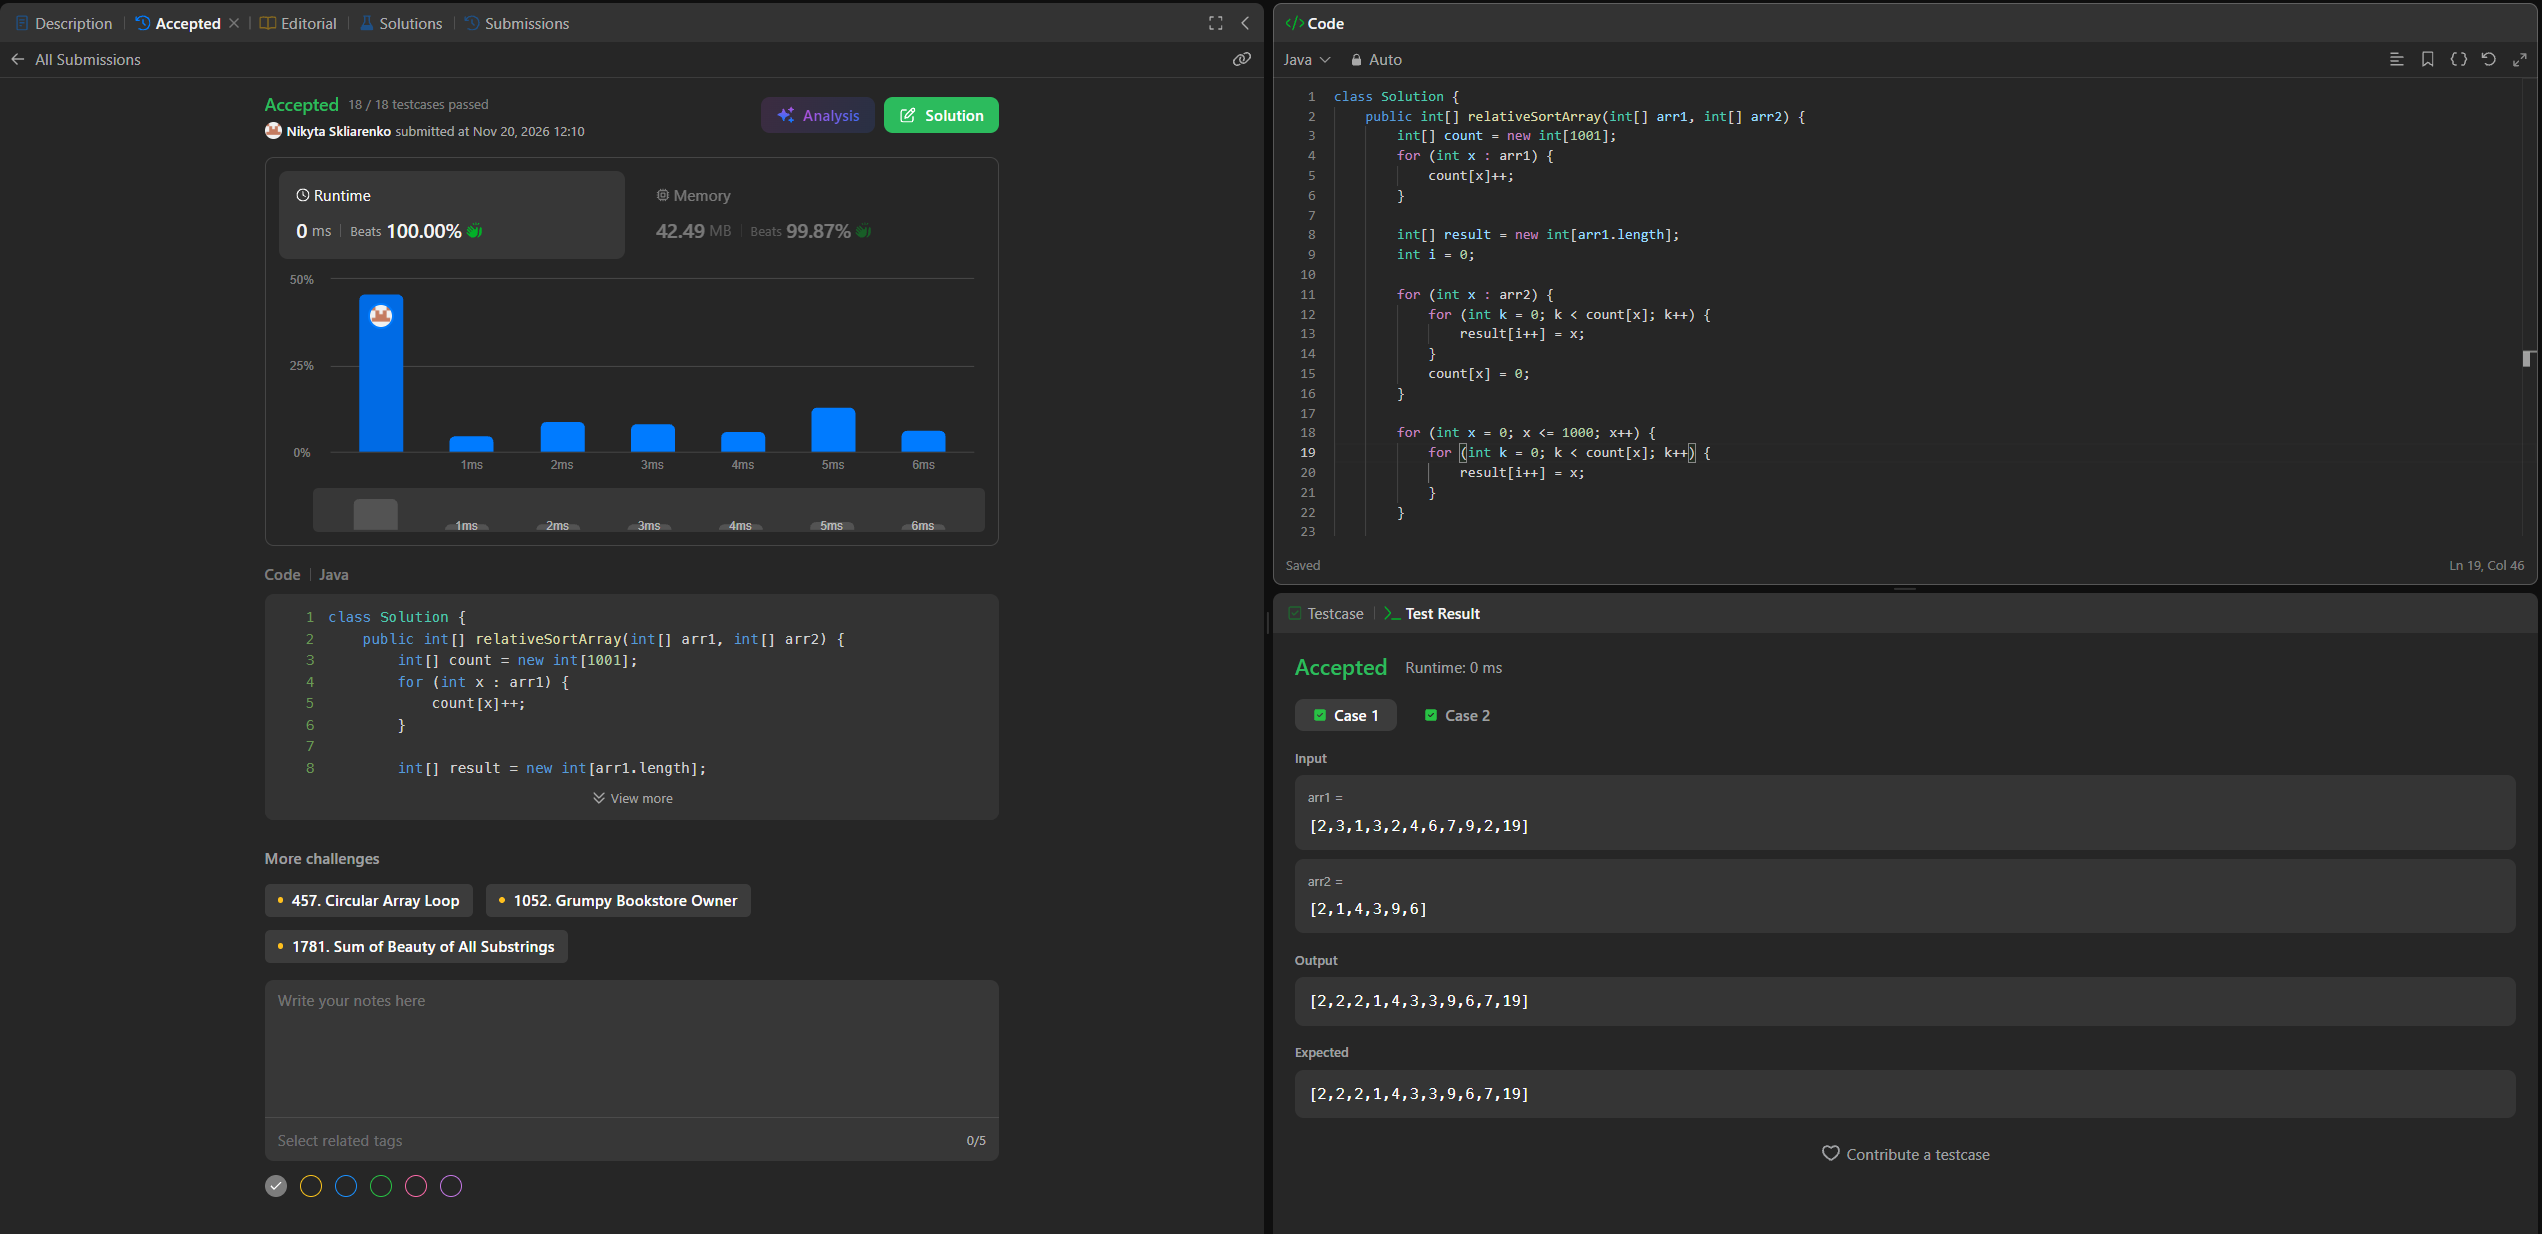 Description
Accepted
Editorial
Solutions
Submissions
All Submissions
Accepted 18 / 18 testcases passed
Nikyta Skliarenko submitted at Nov 20, 2026 12:10
Analysis
Solution
Runtime
0 ms Beats 100.00%
Memory
42.49 MB Beats 99.87%
50%
25%
0%
1ms 2ms 3ms 4ms 5ms 6ms
1ms 2ms 3ms 4ms 5ms 6ms
Code Java
1 class Solution {
2 public int[] relativeSortArray(int[] arr1, int[] arr2) {
3 int[] count = new int[1001];
4 for (int x : arr1) {
5 count[x]++;
6 }
7
8 int[] result = new int[arr1.length];
View more
More challenges
457. Circular Array Loop
1052. Grumpy Bookstore Owner
1781. Sum of Beauty of All Substrings
Write your notes here
Select related tags
0/5
</> Code
Java
Auto
1 class Solution {
2 public int[] relativeSortArray(int[] arr1, int[] arr2) {
3 int[] count = new int[1001];
4 for (int x : arr1) {
5 count[x]++;
6 }
7
8 int[] result = new int[arr1.length];
9 int i = 0;
10
11 for (int x : arr2) {
12 for (int k = 0; k < count[x]; k++) {
13 result[i++] = x;
14 }
15 count[x] = 0;
16 }
17
18 for (int x = 0; x <= 1000; x++) {
19 for (int k = 0; k < count[x]; k++) {
20 result[i++] = x;
21 }
22 }
23
Saved
Ln 19, Col 46
Testcase
Test Result
Accepted Runtime: 0 ms
Case 1
Case 2
Input
arr1 =
[2,3,1,3,2,4,6,7,9,2,19]
arr2 =
[2,1,4,3,9,6]
Output
[2,2,2,1,4,3,3,9,6,7,19]
Expected
[2,2,2,1,4,3,3,9,6,7,19]
Contribute a testcase